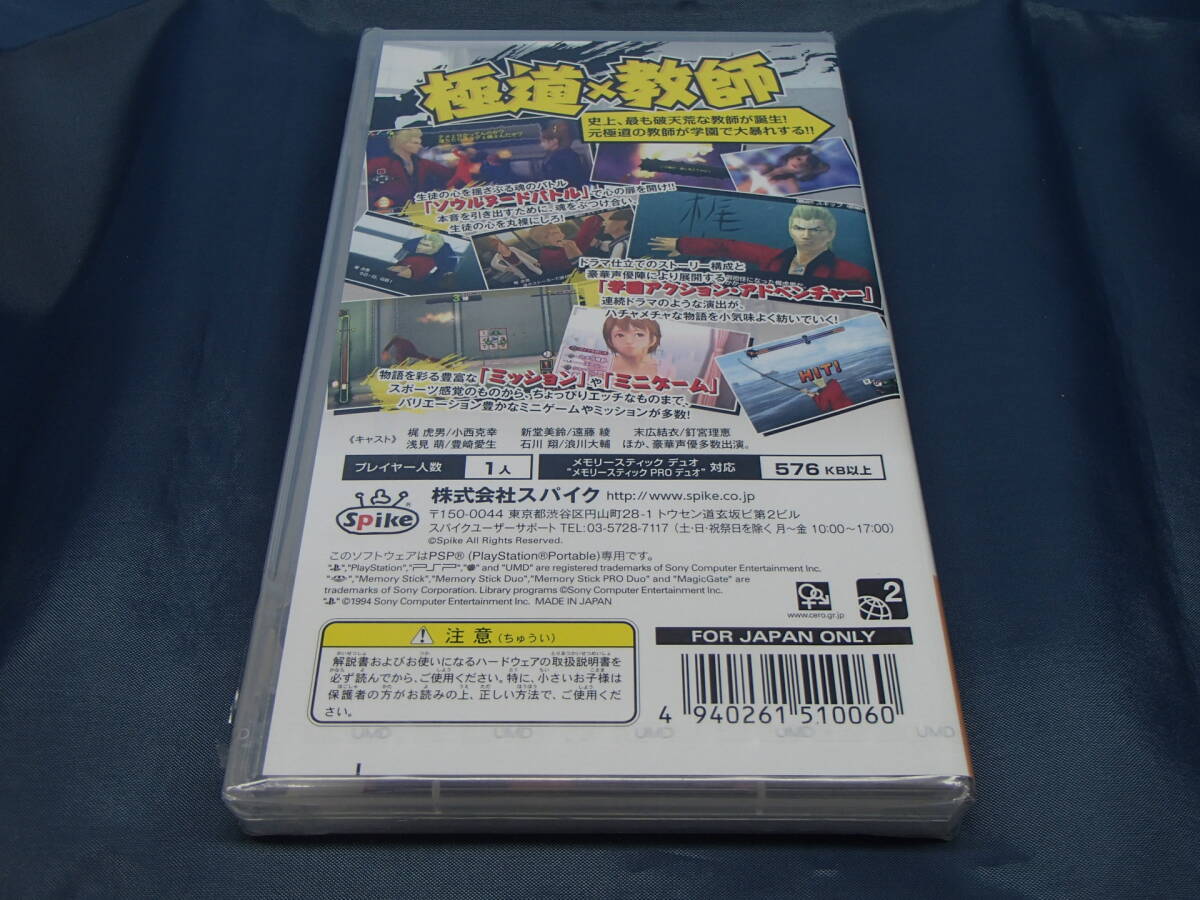 極道×教師
史上、最も破天荒な教師が誕生!
元極道の教師が学園で大暴れする!!
生徒の心を揺さぶる魂のバトル
「ソウルヌードバトル」で心の扉を開け!!
本音を引き出すために、魂をぶつけ合い、
生徒の心を丸裸にしろ!
梶
ドラマ仕立てのストーリー構成と
豪華声優陣により展開する
「学園アクション・アドベンチャー」
連続ドラマのような演出が、
ハチャメチャな物語を小気味よく紡いでいく!
HIT!
物語を彩る豊富な「ミッション」や「ミニゲーム」
スポーツ感覚のものから、ちょっぴりエッチなものまで、
バリエーション豊かなミニゲームやミッションが多数!
《キャスト》 梶 虎男/小西克幸 新堂美鈴/遠藤 綾 末広結衣/釘宮理恵
浅見 萌/豊崎愛生 石川 翔/浪川大輔 ほか、豪華声優多数出演。
プレイヤー人数 1人 メモリースティック デュオ "メモリースティック PRO デュオ" 対応 576 KB以上
Spike ® 株式会社スパイク http://www.spike.co.jp
〒150-0044 東京都渋谷区円山町28-1 トウセン道玄坂ビ第2ビル
スパイクユーザーサポート TEL:03-5728-7117 (土・日・祝祭日を除く 月~金 10:00~17:00)
©Spike All Rights Reserved.
このソフトウェアはPSP® (PlayStation®Portable)専用です。
" ","PlayStation","PSP"," " and "UMD" are registered trademarks of Sony Computer Entertainment Inc.
" ","Memory Stick","Memory Stick Duo","Memory Stick PRO Duo" and "MagicGate" are
trademarks of Sony Corporation. Library programs ©Sony Computer Entertainment Inc.
" " ©1994 Sony Computer Entertainment Inc. MADE IN JAPAN
www.cero.gr.jp
2
注意(ちゅうい)
解説書およびお使いになるハードウェアの取扱説明書を
必ず読んでから、ご使用ください。特に、小さいお子様は
保護者の方がお読みの上、正しい方法で、ご使用くだ
さい。
FOR JAPAN ONLY
4 940261 510060
UMD UMD UMD UMD UMD